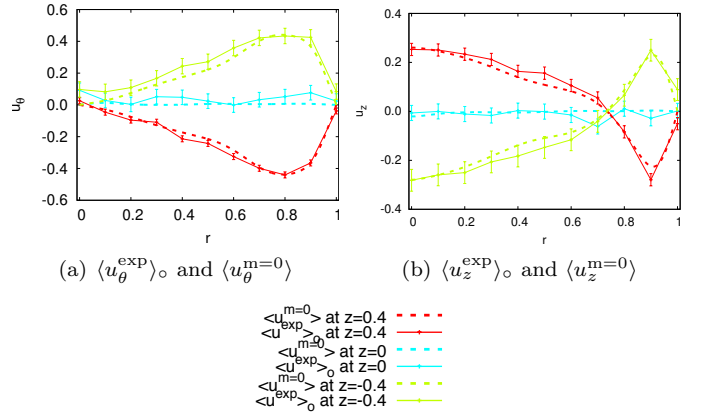 0.6
0.4
0.2
0.0
-0.2
-0.4
-0.6
u_θ
0 0.2 0.4 0.6 0.8 1
r
0.4
0.2
0.0
-0.2
-0.4
u_z
0 0.2 0.4 0.6 0.8 1
r
(a) ⟨u_θ^exp⟩_○ and ⟨u_θ^m=0⟩
(b) ⟨u_z^exp⟩_○ and ⟨u_z^m=0⟩
<u^m=0> at z=0.4
<u^exp>_o at z=0.4
<u^m=0> at z=0
<u^exp>_o at z=0
<u^m=0> at z=-0.4
<u^exp>_o at z=-0.4